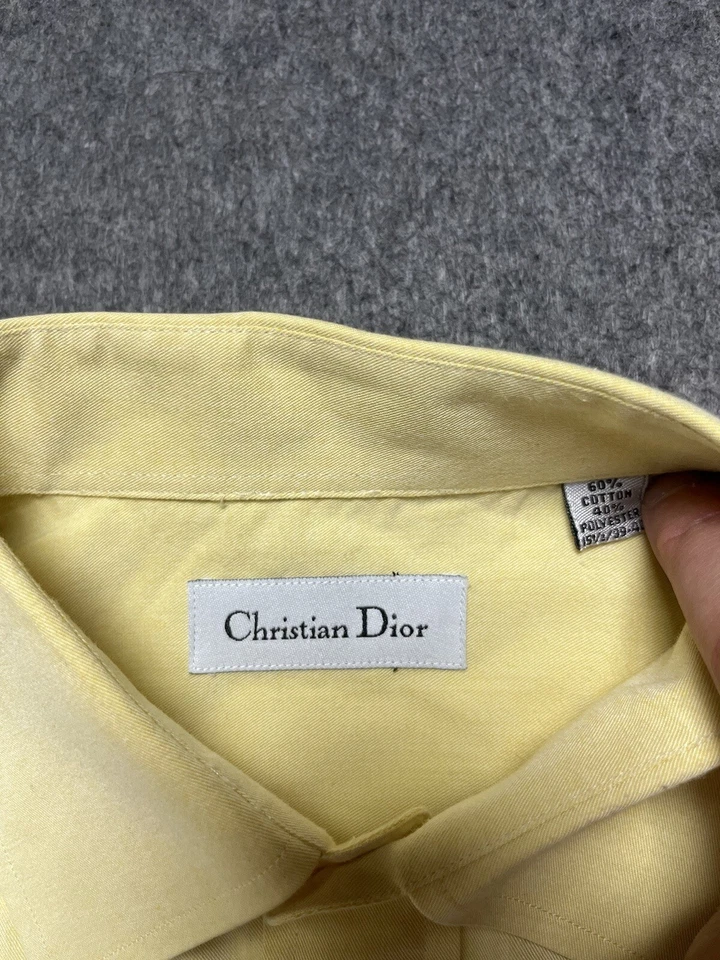 60%
COTTON
40%
POLYESTER
Christian Dior